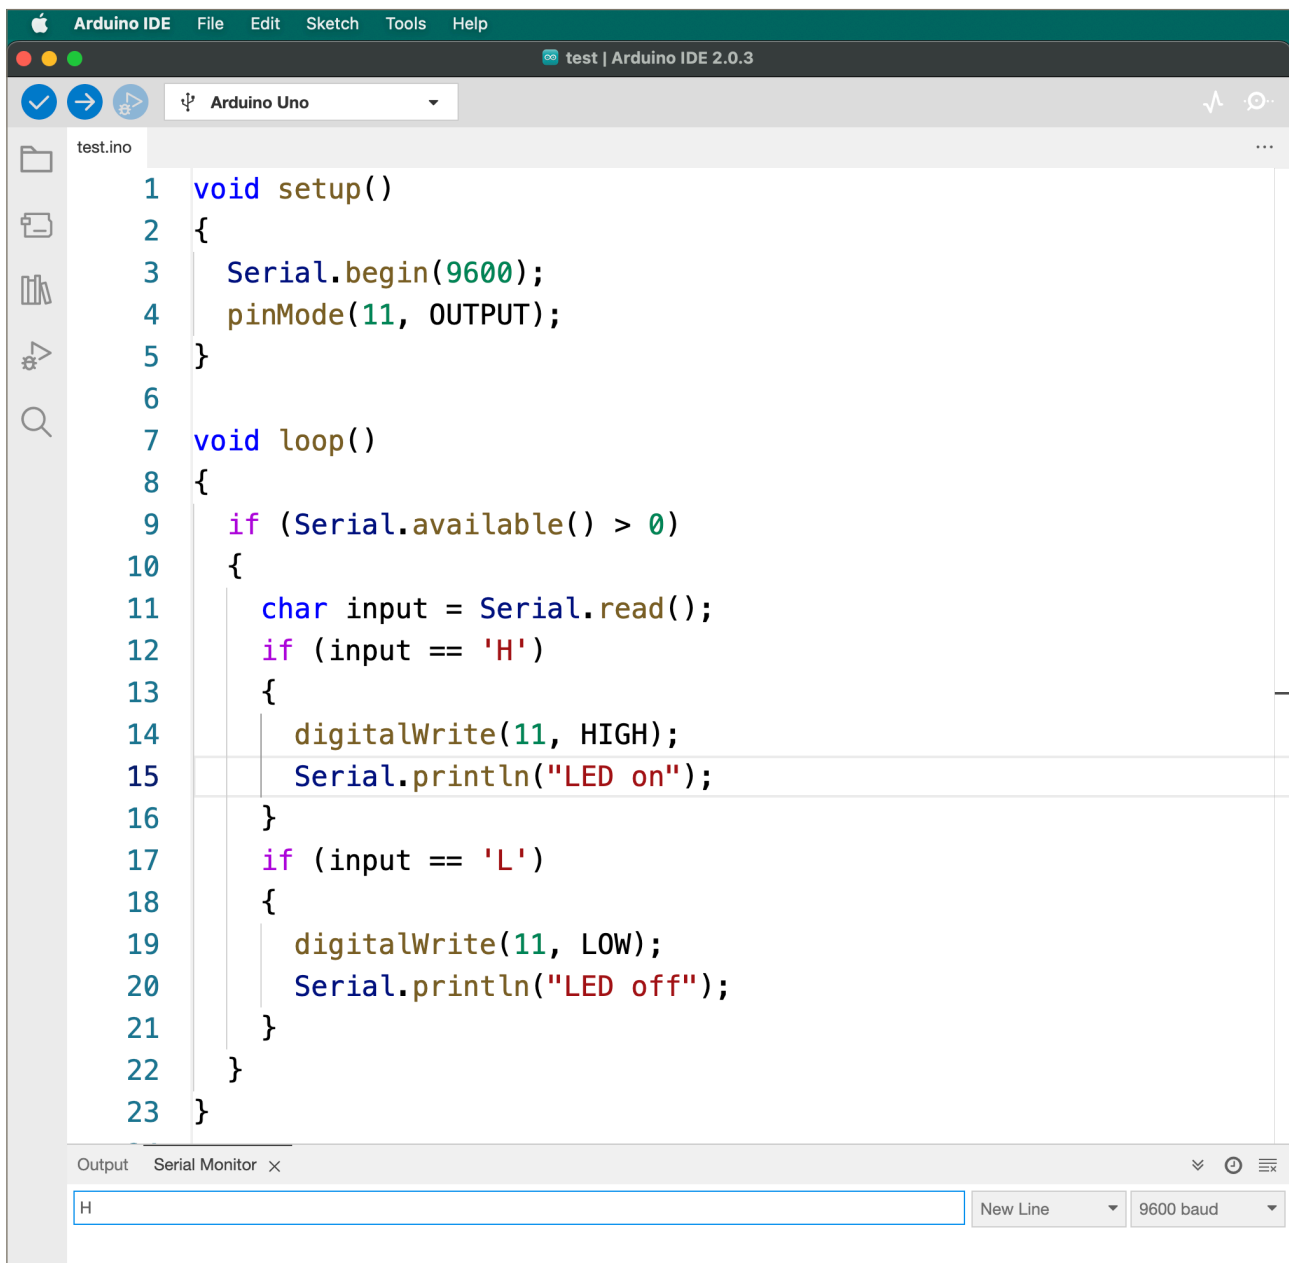 Arduino IDE File Edit Sketch Tools Help
test | Arduino IDE 2.0.3
Arduino Uno
test.ino
1 void setup()
2 {
3 Serial.begin(9600);
4 pinMode(11, OUTPUT);
5 }
6
7 void loop()
8 {
9 if (Serial.available() > 0)
10 {
11 char input = Serial.read();
12 if (input == 'H')
13 {
14 digitalWrite(11, HIGH);
15 Serial.println("LED on");
16 }
17 if (input == 'L')
18 {
19 digitalWrite(11, LOW);
20 Serial.println("LED off");
21 }
22 }
23 }
Output Serial Monitor
H New Line 9600 baud